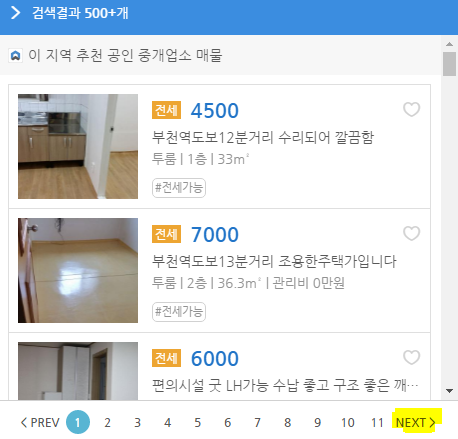 검색결과 500+개
이 지역 추천 공인 중개업소 매물
전세 4500
부천역도보12분거리 수리되어 깔끔함
투룸 | 1층 | 33m²
#전세가능
전세 7000
부천역도보13분거리 조용한주택가입니다
투룸 | 2층 | 36.3m² | 관리비 0만원
#전세가능
전세 6000
편의시설 굿 LH가능 수납 좋고 구조 좋은 깨...
< PREV 1 2 3 4 5 6 7 8 9 10 11 NEXT >